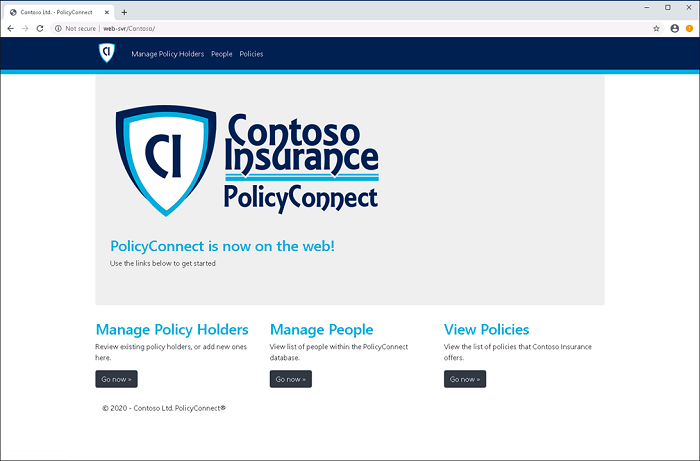 Contoso Ltd. - PolicyConnect
Not secure | web-svr/Contoso/
CI
Manage Policy Holders People Policies
CI
Contoso
Insurance
PolicyConnect
PolicyConnect is now on the web!
Use the links below to get started
Manage Policy Holders
Review existing policy holders, or add new ones
here.
Go now »
Manage People
View list of people within the PolicyConnect
database.
Go now »
View Policies
View the list of policies that Contoso Insurance
offers.
Go now »
© 2020 - Contoso Ltd. PolicyConnect®